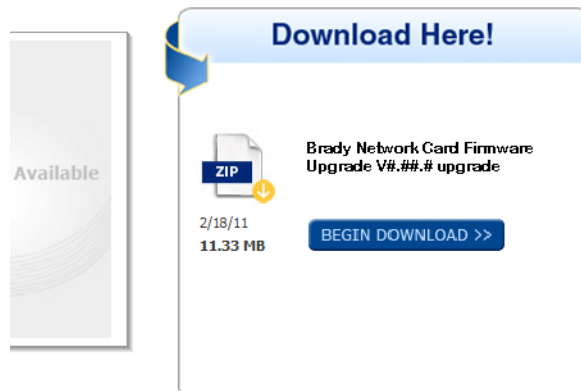 Download Here!
Available
ZIP
Brady Network Card Firmware
Upgrade V#.##.# upgrade
2/18/11
11.33 MB
BEGIN DOWNLOAD >>